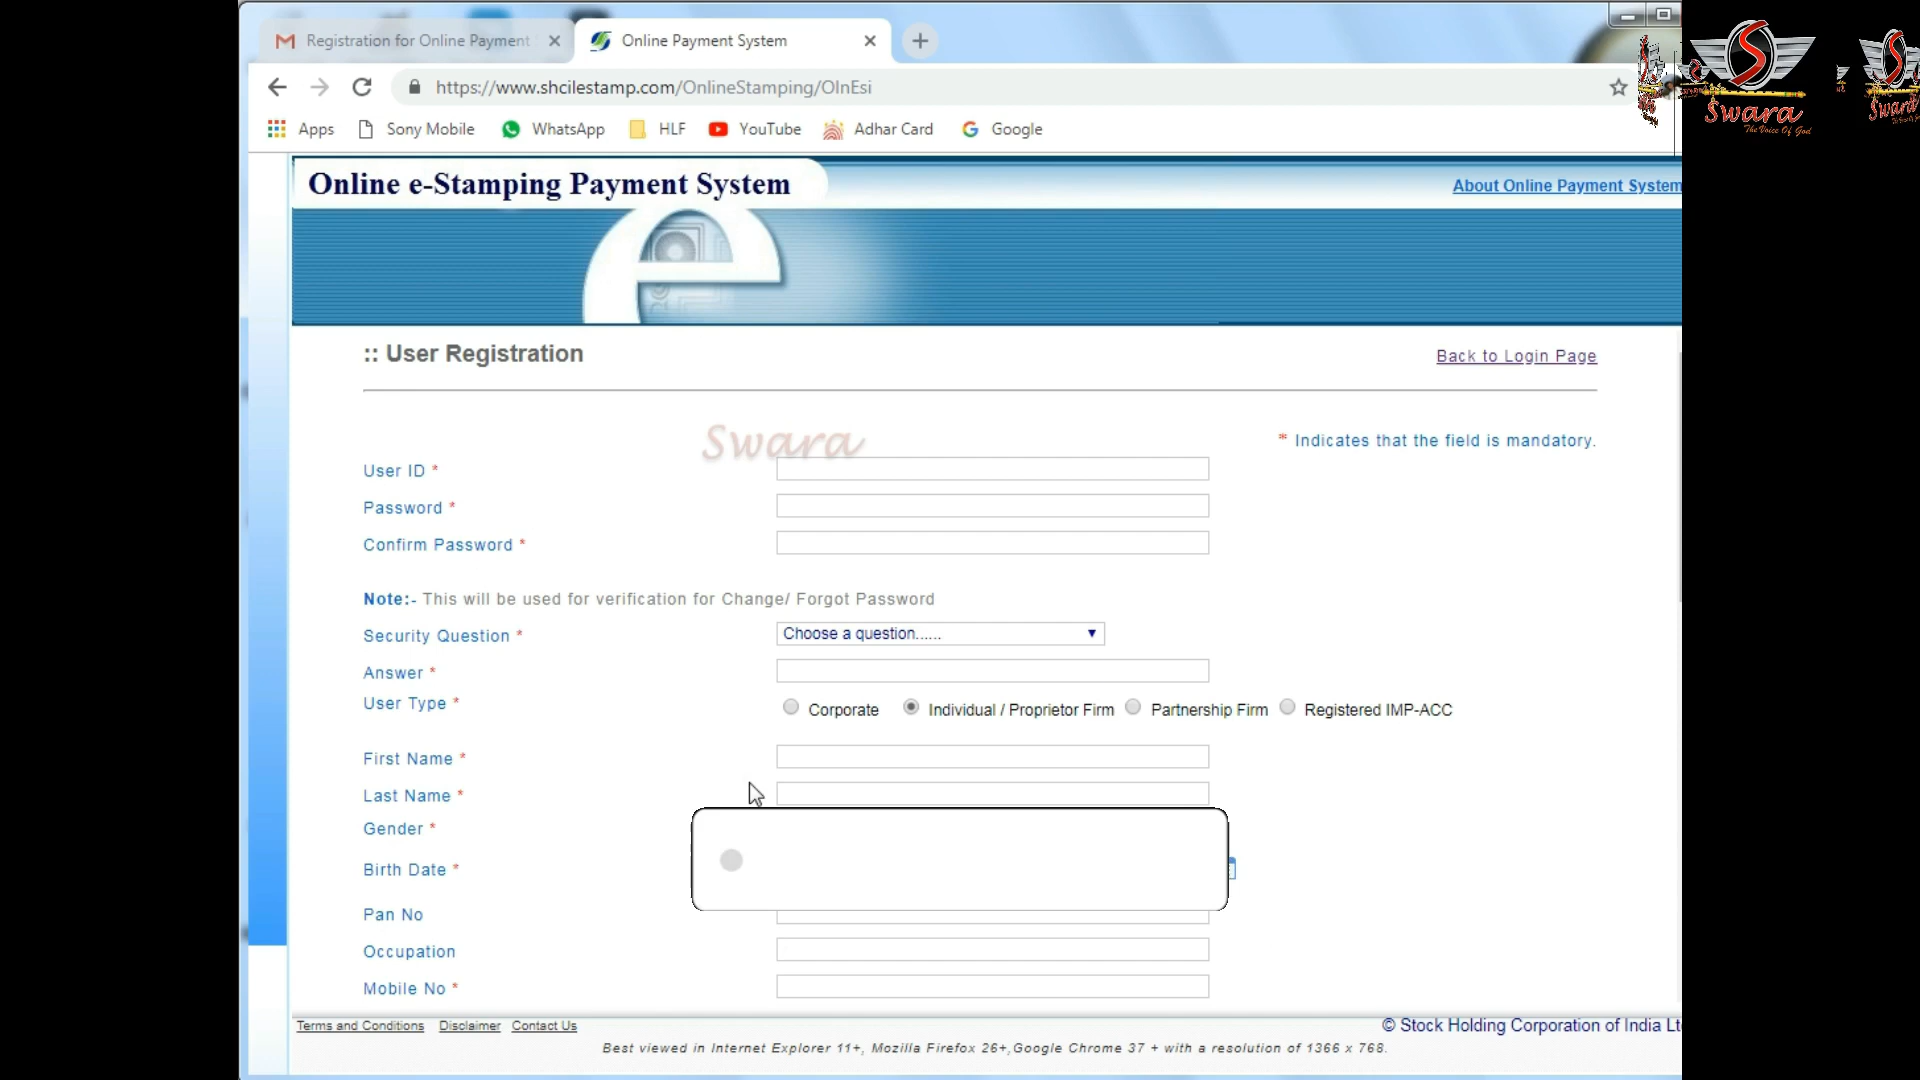 Registration for Online Payment
Online Payment System
https://www.shcilestamp.com/OnlineStamping/OlnEsi
Apps
Sony Mobile
WhatsApp
HLF
YouTube
Adhar Card
Google
Swara
The Voice Of God
Swara
Online e-Stamping Payment System
About Online Payment System
:: User Registration
Back to Login Page
Swara
* Indicates that the field is mandatory.
User ID *
Password *
Confirm Password *
Note:- This will be used for verification for Change/ Forgot Password
Security Question *
Choose a question......
Answer *
User Type *
Corporate
Individual / Proprietor Firm
Partnership Firm
Registered IMP-ACC
First Name *
Last Name *
Gender *
Birth Date *
Pan No
Occupation
Mobile No *
Terms and Conditions
Disclaimer
Contact Us
© Stock Holding Corporation of India Lt
Best viewed in Internet Explorer 11+, Mozilla Firefox 26+,Google Chrome 37 + with a resolution of 1366 x 768.